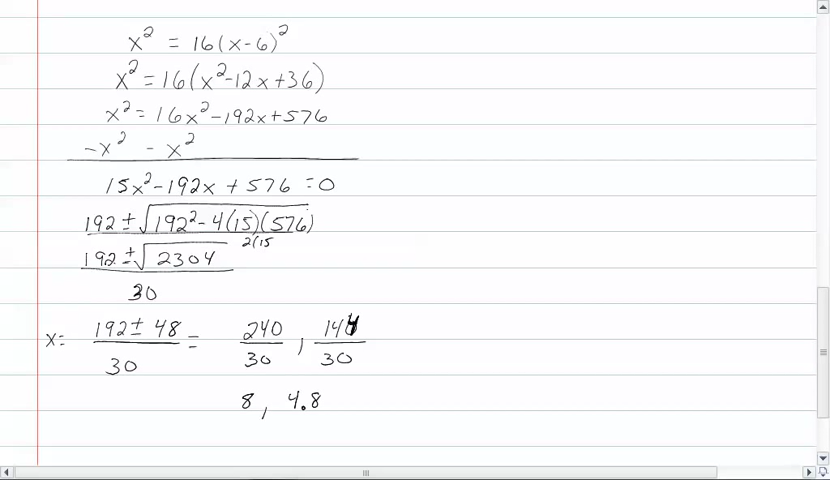 x² = 16(x-6)²
x² = 16(x²-12x+36)
x² = 16x²-192x+576
-x² - x²
15x²-192x+576 =0
192 ± √(192²-4(15)(576))
2(15
192 ± √2304
30
x= 192 ± 48 / 30 = 240/30 , 144/30
8, 4.8